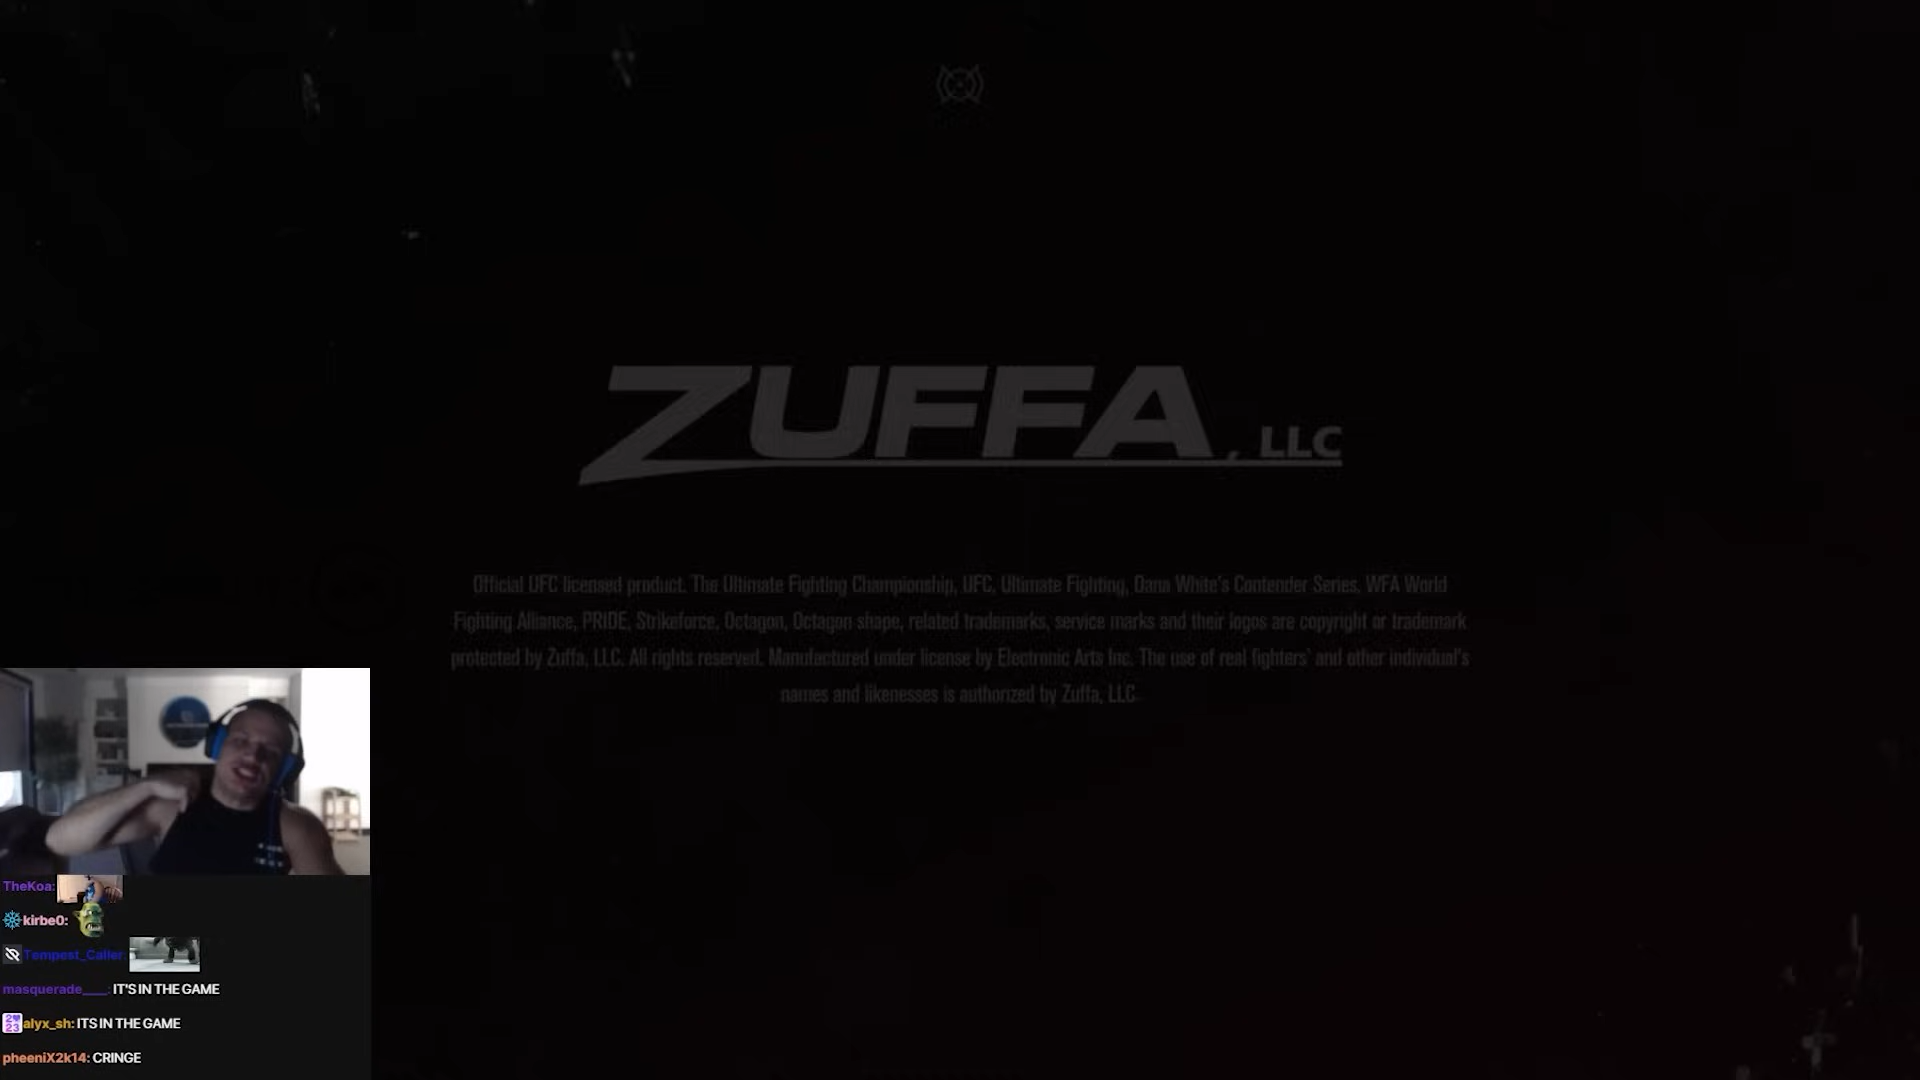 ZUFFA, LLC
Official UFC licensed product. The Ultimate Fighting Championship, UFC, Ultimate Fighting, Dana White's Contender Series, WFA World
Fighting Alliance, PRIDE, Strikeforce, Octagon, Octagon shape, related trademarks, service marks and their logos are copyright or trademark
protected by Zuffa, LLC. All rights reserved. Manufactured under license by Electronic Arts Inc. The use of real fighters' and other individual's
names and likenesses is authorized by Zuffa, LLC.
TheKoa:
kirbe0:
Tempest_Caller:
masquerade____: IT'S IN THE GAME
alyx_sh: ITS IN THE GAME
pheeniX2k14: CRINGE